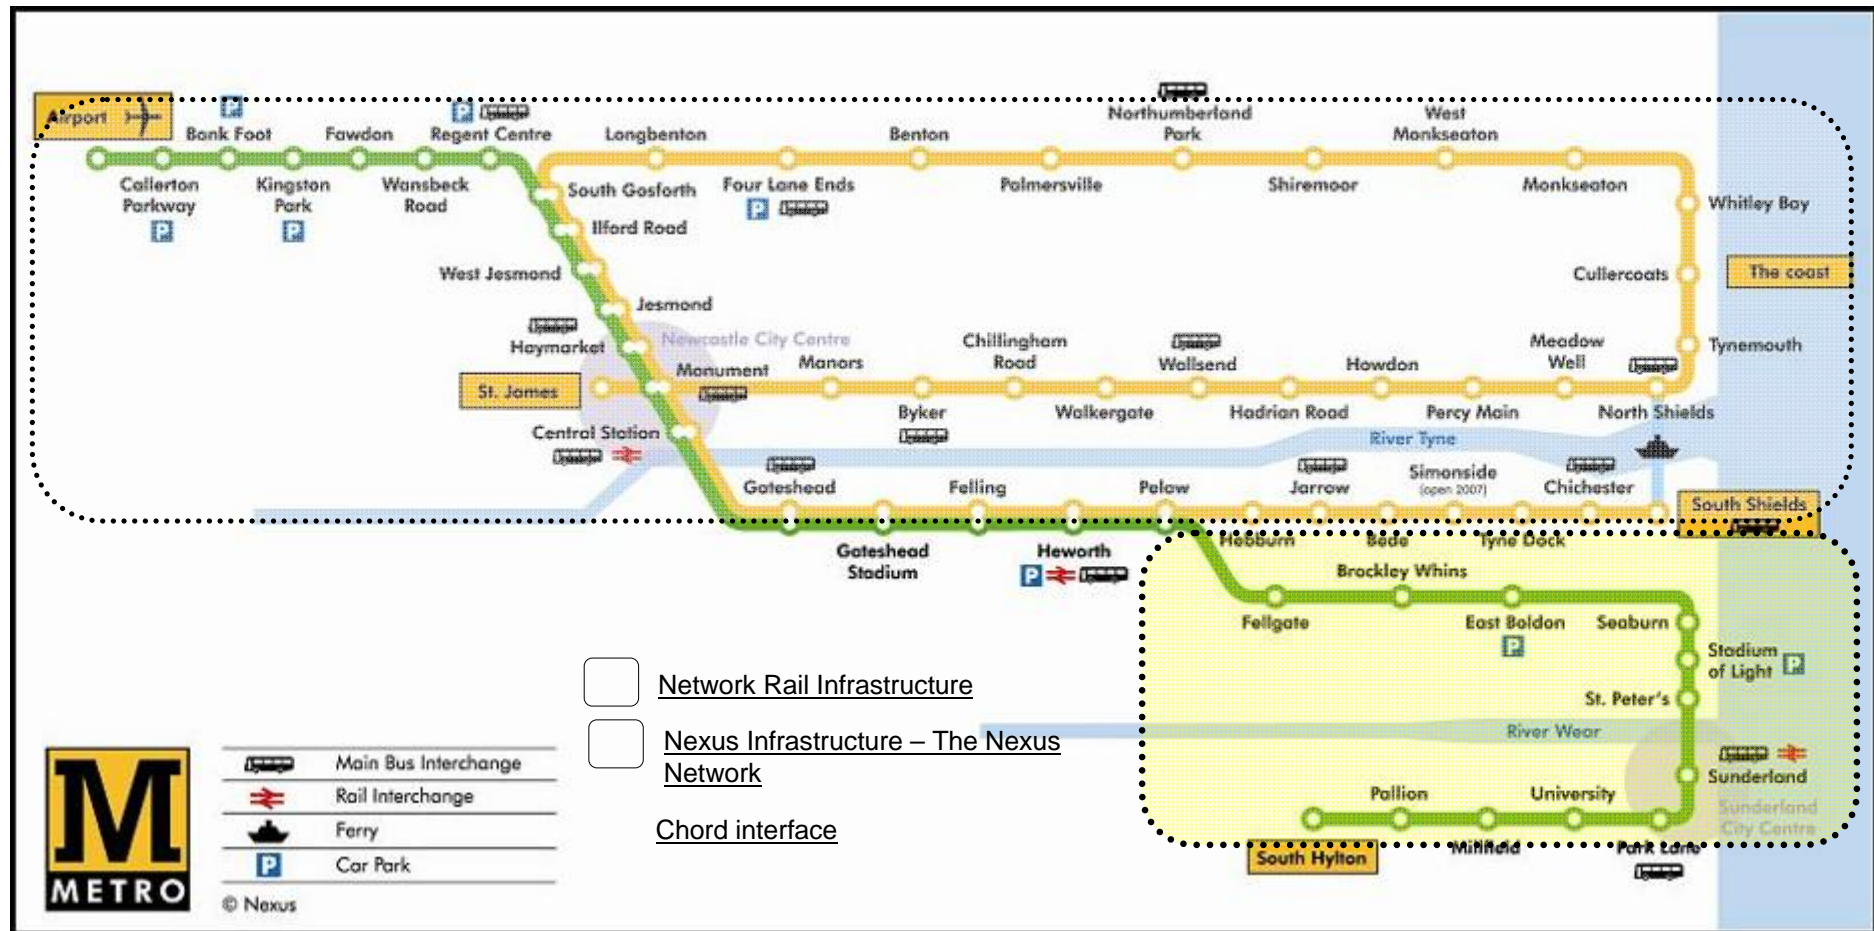 Airport
Bank Foot
Fawdon
Regent Centre
Longbenton
Benton
Northumberland
Park
West
Monkseaton
Callerton
Parkway
P
Kingston
Park
P
Wansbeck
Road
P
P
South Gosforth
Four Lane Ends
P
Palmersville
Shiremoor
Monkseaton
Whitley Bay
Ilford Road
West Jesmond
Cullercoats
The coast
Jesmond
Haymarket
Newcastle City Centre
Monument
Manors
Chillingham
Road
Wallsend
Howdon
Meadow
Well
Tynemouth
St. James
Byker
Walkergate
Hadrian Road
Percy Main
North Shields
Central Station
River Tyne
Gateshead
Felling
Pelaw
Jarrow
Simonside
(open 2007)
Chichester
South Shields
Gateshead
Stadium
Heworth
P
Hebburn
Bede
Tyne Dock
Brockley Whins
Fellgate
East Boldon
P
Seaburn
Stadium
of Light
P
St. Peter's
River Wear
Sunderland
Sunderland
City Centre
Pallion
University
South Hylton
Millfield
Park Lane
Network Rail Infrastructure
Nexus Infrastructure – The Nexus
Network
Chord interface
M
METRO
Main Bus Interchange
Rail Interchange
Ferry
P
Car Park
© Nexus